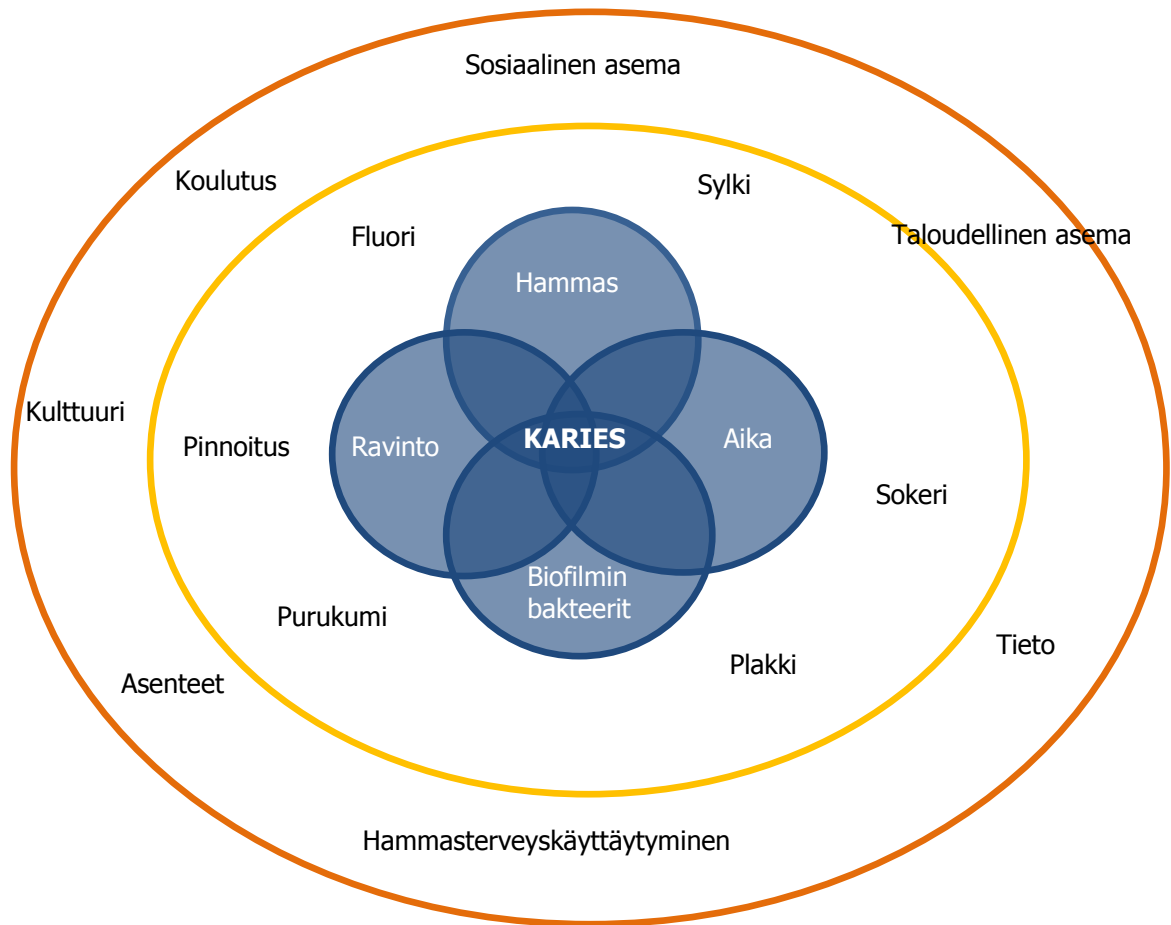 Sosiaalinen asema
Koulutus
Sylki
Fluori
Taloudellinen asema
Hammas
Kulttuuri
Pinnoitus
Ravinto
KARIES
Aika
Sokeri
Biofilmin
bakteerit
Purukumi
Plakki
Tieto
Asenteet
Hammasterveyskäyttäytyminen